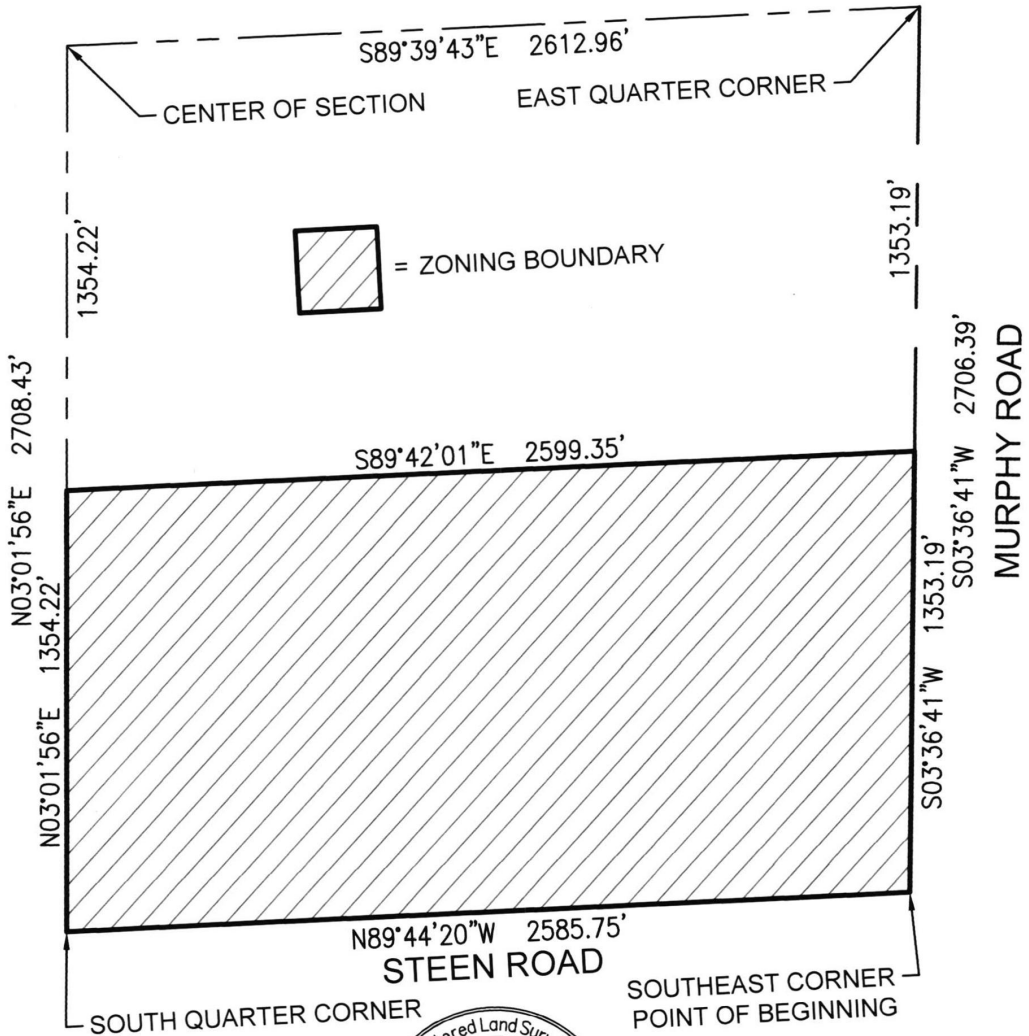 S89°39'43"E 2612.96'
CENTER OF SECTION
EAST QUARTER CORNER
1354.22'
1353.19'
= ZONING BOUNDARY
N03°01'56"E 2708.43'
S03°36'41"W 2706.39'
MURPHY ROAD
S89°42'01"E 2599.35'
N03°01'56"E 1354.22'
S03°36'41"W 1353.19'
N89°44'20"W 2585.75'
STEEN ROAD
SOUTH QUARTER CORNER
SOUTHEAST CORNER
POINT OF BEGINNING
Land